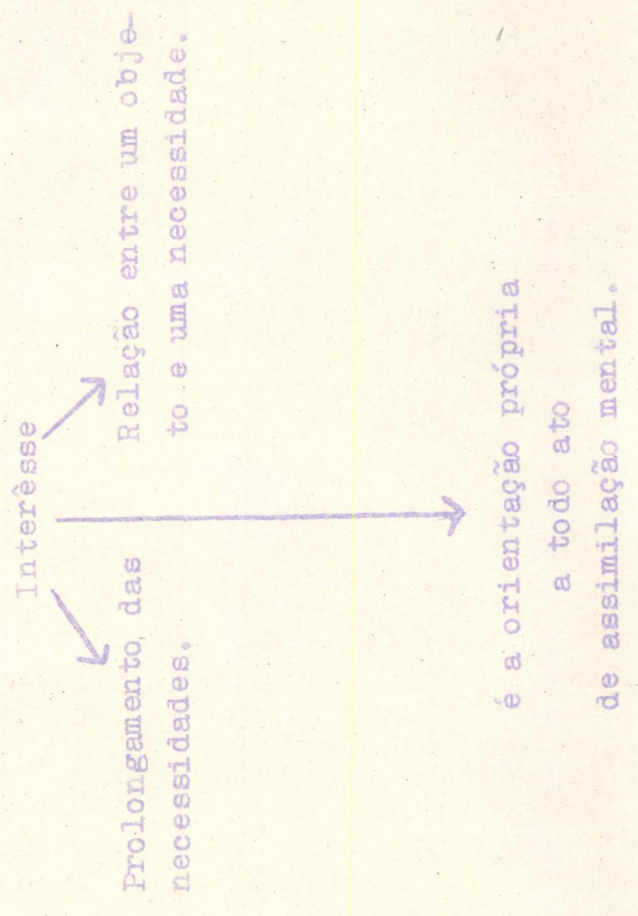 Interêsse
Prolongamento das
necessidades.
Relação entre um obje-
to e uma necessidade.
é a orientação própria
a todo ato
de assimilação mental.